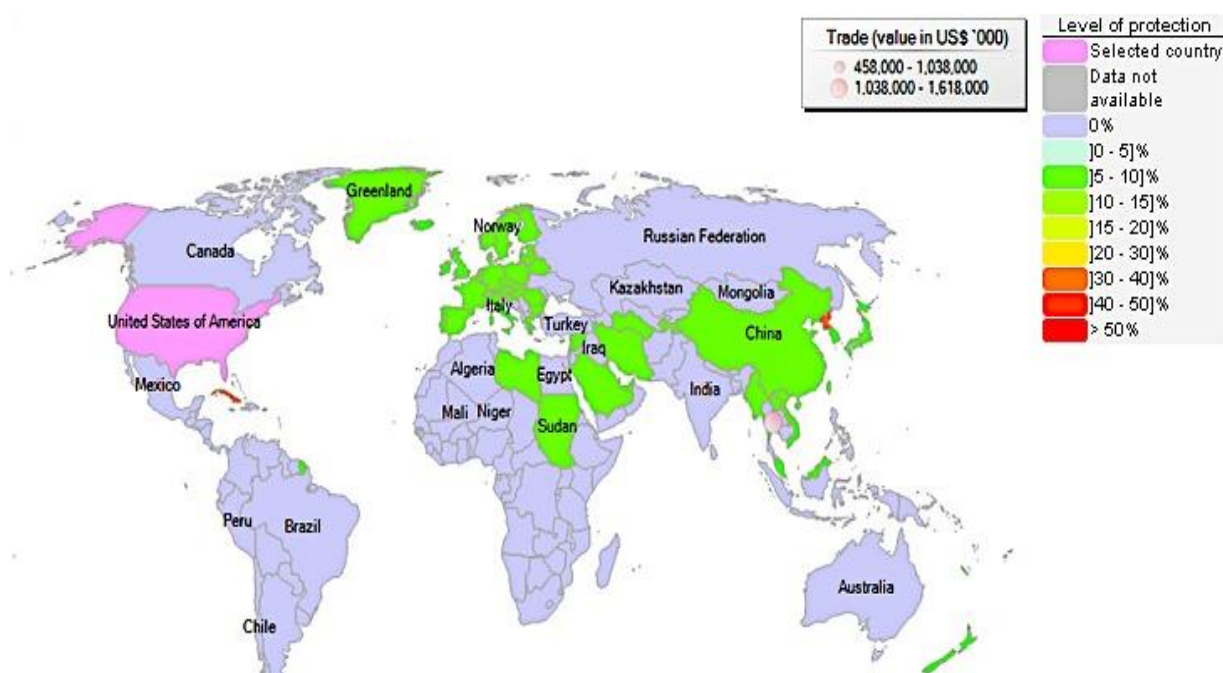 Trade (value in US$ `000)
458,000 - 1,038,000
1,038,000 - 1,618,000
Level of protection
Selected country
Data not
available
0%
]0 - 5]%
]5 - 10]%
]10 - 15]%
]15 - 20]%
]20 - 30]%
]30 - 40]%
]40 - 50]%
> 50%
Greenland
Norway
Russian Federation
Canada
Kazakhstan
Mongolia
Italy
United States of America
Turkey
China
Iraq
Mexico
Algeria
Egypt
India
Mali
Niger
Sudan
Peru
Brazil
Australia
Chile